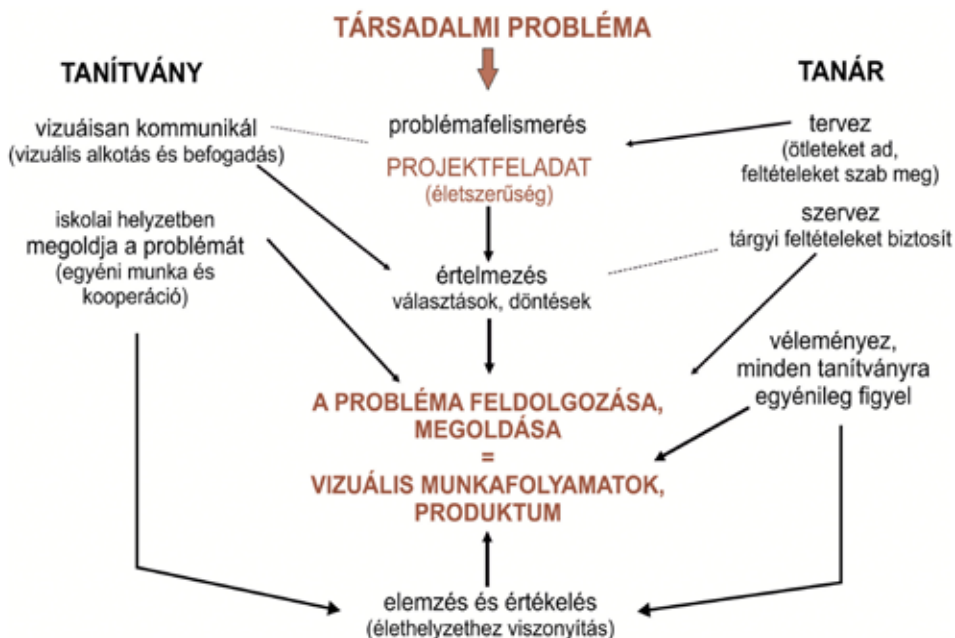 TÁRSADALMI PROBLÉMA
TANÍTVÁNY
TANÁR
vizuáisan kommunikál
(vizuális alkotás és befogadás)
problémafelismerés
PROJEKTFELADAT
(életszerűség)
tervez
(ötleteket ad,
feltételeket szab meg)
iskolai helyzetben
megoldja a problémát
(egyéni munka és
kooperáció)
értelmezés
választások, döntések
szervez
tárgyi feltételeket biztosít
véleményez,
minden tanítványra
egyénileg figyel
A PROBLÉMA FELDOLGOZÁSA,
MEGOLDÁSA
=
VIZUÁLIS MUNKAFOLYAMATOK,
PRODUKTUM
elemzés és értékelés
(élethelyzethez viszonyítás)